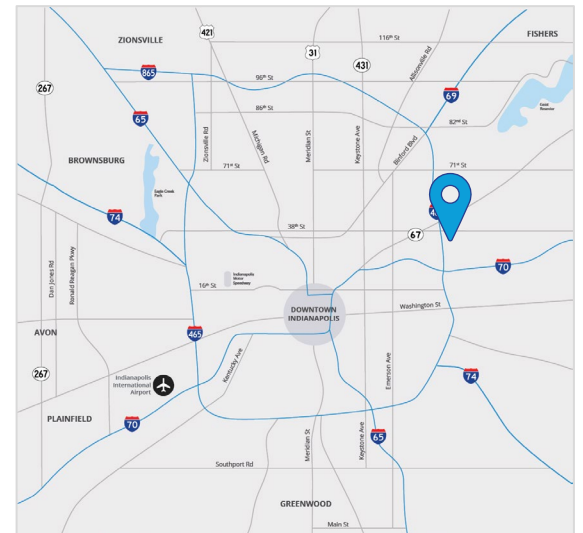 116th St
FISHERS
ZIONSVILLE
421
31
431
Allisonville Rd
865
96th St
267
69
65
86th St
82nd St
Geist
Reservoir
Zionsville Rd
Michigan Rd
Meridian St
Keystone Ave
Binford Blvd
BROWNSBURG
71st St
71st St
Eagle Creek
Park
74
38th St
67
70
Dan Jones Rd
Ronald Reagan Pkwy
Indianapolis
Motor
Speedway
16th St
DOWNTOWN
INDIANAPOLIS
Washington St
AVON
465
267
Indianapolis
International
Airport
Kentucky Ave
Emerson Ave
74
PLAINFIELD
70
Meridian St
Keystone Ave
65
Southport Rd
GREENWOOD
Main St